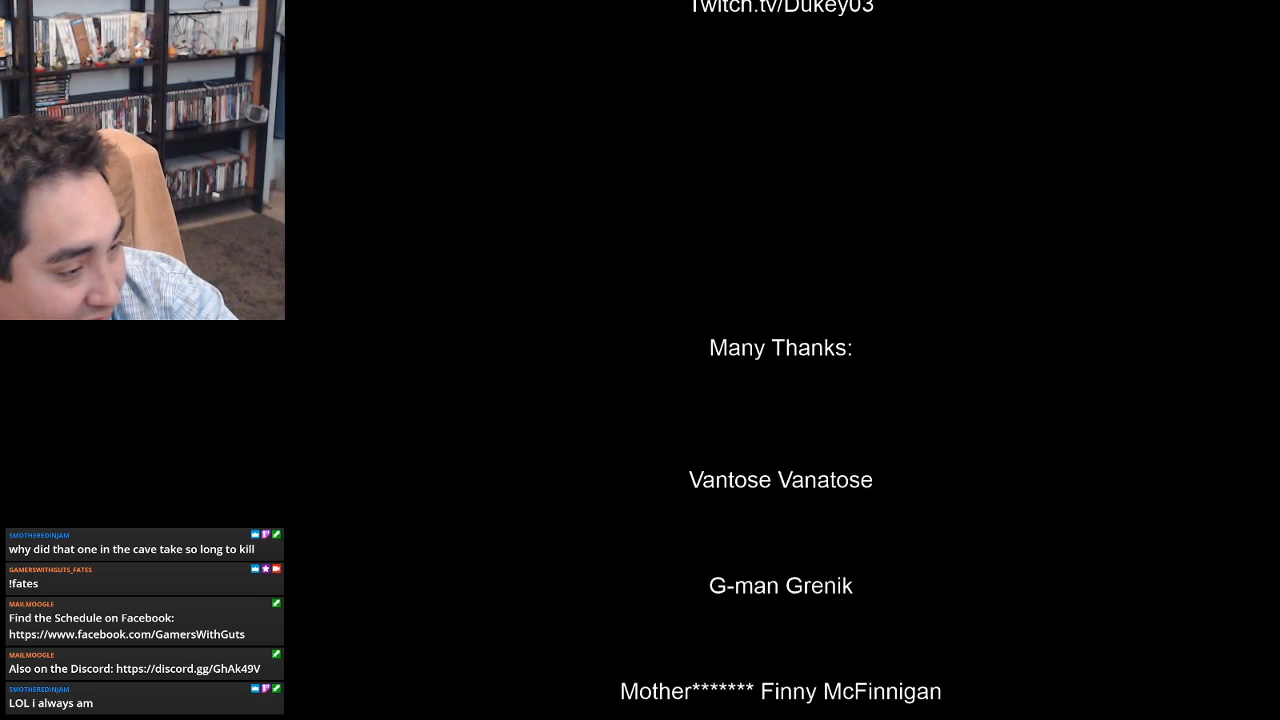 Twitch.tv/Dukey03
Many Thanks:
Vantose Vanatose
G-man Grenik
Mother******* Finny McFinnigan
SMOTHEREDINJAM
why did that one in the cave take so long to kill
GAMERSWITHGUTS_FATES
!fates
MAILMOOGLE
Find the Schedule on Facebook:
https://www.facebook.com/GamersWithGuts
MAILMOOGLE
Also on the Discord: https://discord.gg/GhAk49V
SMOTHEREDINJAM
LOL i always am